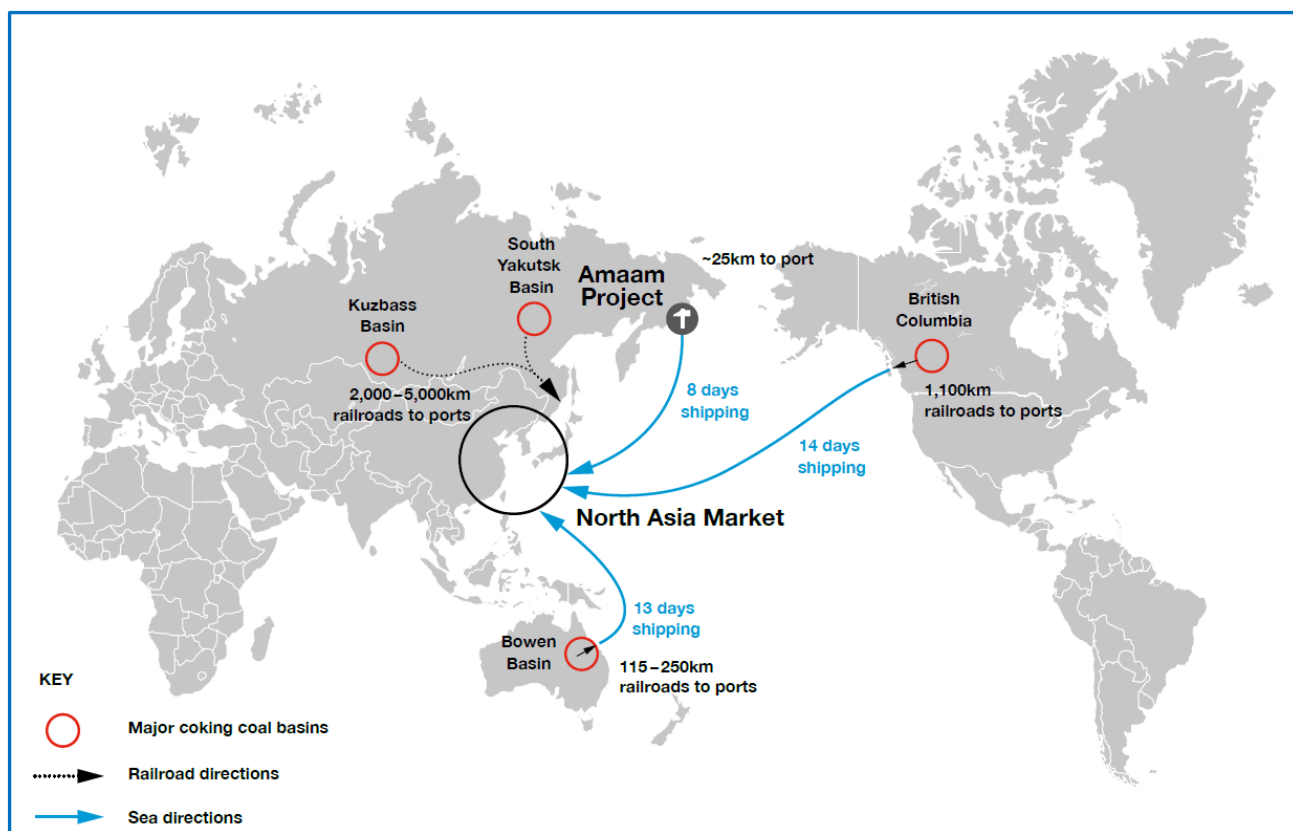 South
Yakutsk
Basin
Amaam
Project
~25km to port
Kuzbass
Basin
British
Columbia
2,000–5,000km
railroads to ports
8 days
shipping
1,100km
railroads to ports
14 days
shipping
North Asia Market
13 days
shipping
Bowen
Basin
115–250km
railroads to ports
KEY
Major coking coal basins
Railroad directions
Sea directions